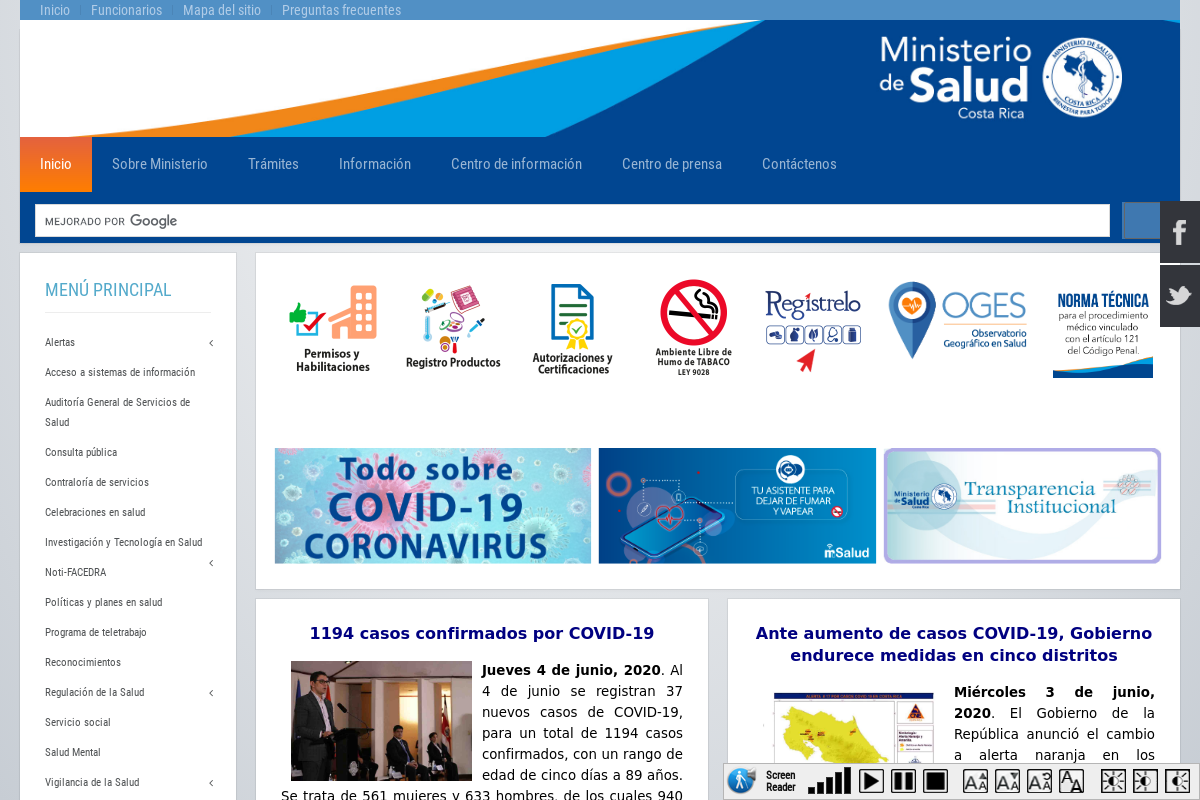 Inicio
Funcionarios
Mapa del sitio
Preguntas frecuentes
Ministerio
de Salud
Costa Rica
MINISTERIO DE SALUD
COSTA RICA
BIENESTAR PARA TODOS
Inicio
Sobre Ministerio
Trámites
Información
Centro de información
Centro de prensa
Contáctenos
MEJORADO POR Google
MENÚ PRINCIPAL
Alertas
Acceso a sistemas de información
Auditoría General de Servicios de
Salud
Consulta pública
Contraloría de servicios
Celebraciones en salud
Investigación y Tecnología en Salud
Noti-FACEDRA
Políticas y planes en salud
Programa de teletrabajo
Reconocimientos
Regulación de la Salud
Servicio social
Salud Mental
Vigilancia de la Salud
Permisos y
Habilitaciones
Registro Productos
Autorizaciones y
Certificaciones
Ambiente Libre de
Humo de TABACO
LEY 9028
Regístrelo
OGES
Observatorio
Geográfico en Salud
NORMA TÉCNICA
para el procedimiento
médico vinculado
con el artículo 121
del Código Penal.
Todo sobre
COVID-19
CORONAVIRUS
TU ASISTENTE PARA
DEJAR DE FUMAR
Y VAPEAR
mSalud
Ministerio
de Salud
Costa Rica
Transparencia
Institucional
1194 casos confirmados por COVID-19
Jueves 4 de junio, 2020. Al
4 de junio se registran 37
nuevos casos de COVID-19,
para un total de 1194 casos
confirmados, con un rango de
edad de cinco días a 89 años.
Se trata de 561 mujeres y 633 hombres, de los cuales 940
Ante aumento de casos COVID-19, Gobierno
endurece medidas en cinco distritos
Miércoles 3 de junio,
2020. El Gobierno de la
República anunció el cambio
a alerta naranja en los
Screen
Reader